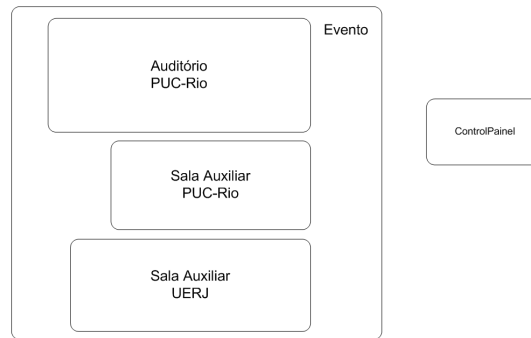 Evento
Auditório
PUC-Rio
ControlPainel
Sala Auxiliar
PUC-Rio
Sala Auxiliar
UERJ